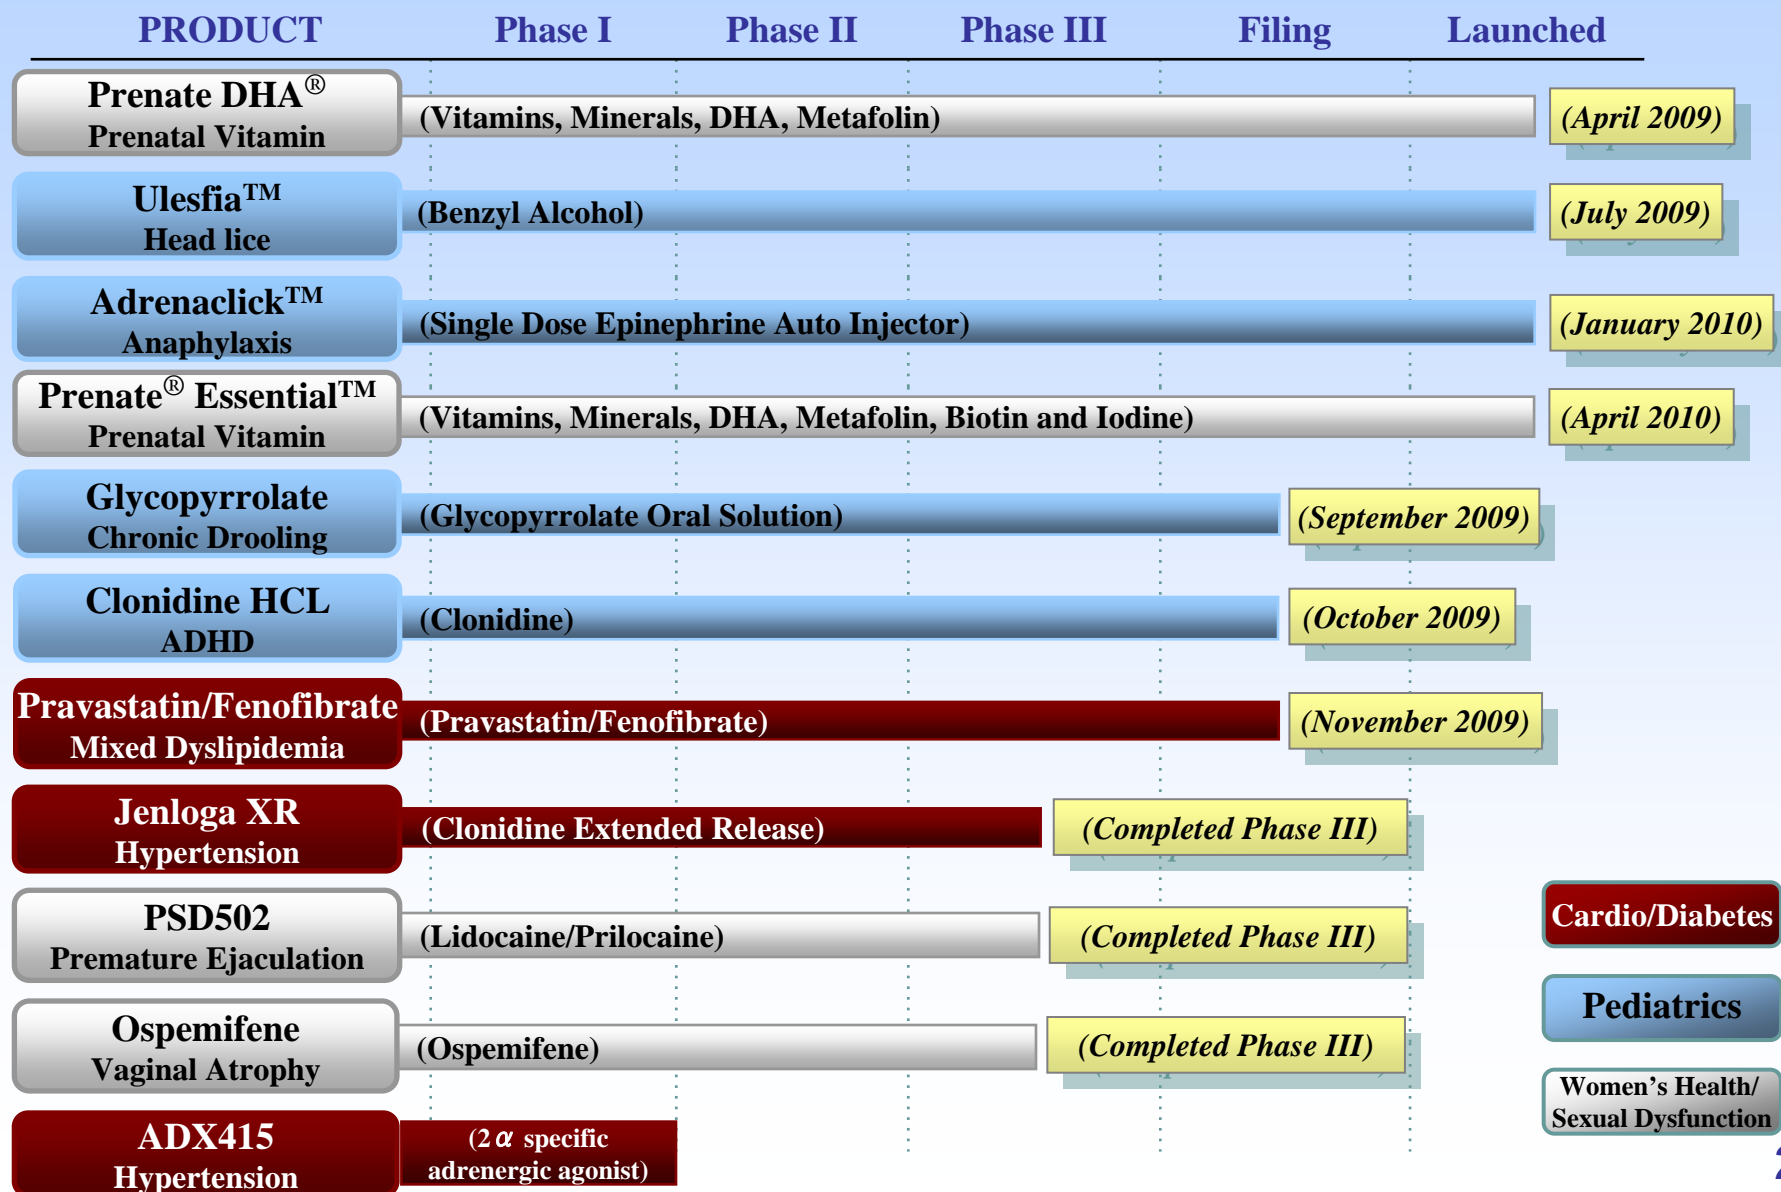 PRODUCT Phase I Phase II Phase III Filing Launched
Prenate DHA®
Prenatal Vitamin
(Vitamins, Minerals, DHA, Metafolin)
(April 2009)
Ulesfia™
Head lice
(Benzyl Alcohol)
(July 2009)
Adrenaclick™
Anaphylaxis
(Single Dose Epinephrine Auto Injector)
(January 2010)
Prenate® Essential™
Prenatal Vitamin
(Vitamins, Minerals, DHA, Metafolin, Biotin and Iodine)
(April 2010)
Glycopyrrolate
Chronic Drooling
(Glycopyrrolate Oral Solution)
(September 2009)
Clonidine HCL
ADHD
(Clonidine)
(October 2009)
Pravastatin/Fenofibrate
Mixed Dyslipidemia
(Pravastatin/Fenofibrate)
(November 2009)
Jenloga XR
Hypertension
(Clonidine Extended Release)
(Completed Phase III)
PSD502
Premature Ejaculation
(Lidocaine/Prilocaine)
(Completed Phase III)
Ospemifene
Vaginal Atrophy
(Ospemifene)
(Completed Phase III)
ADX415
Hypertension
(2α specific
adrenergic agonist)
Cardio/Diabetes
Pediatrics
Women's Health/
Sexual Dysfunction